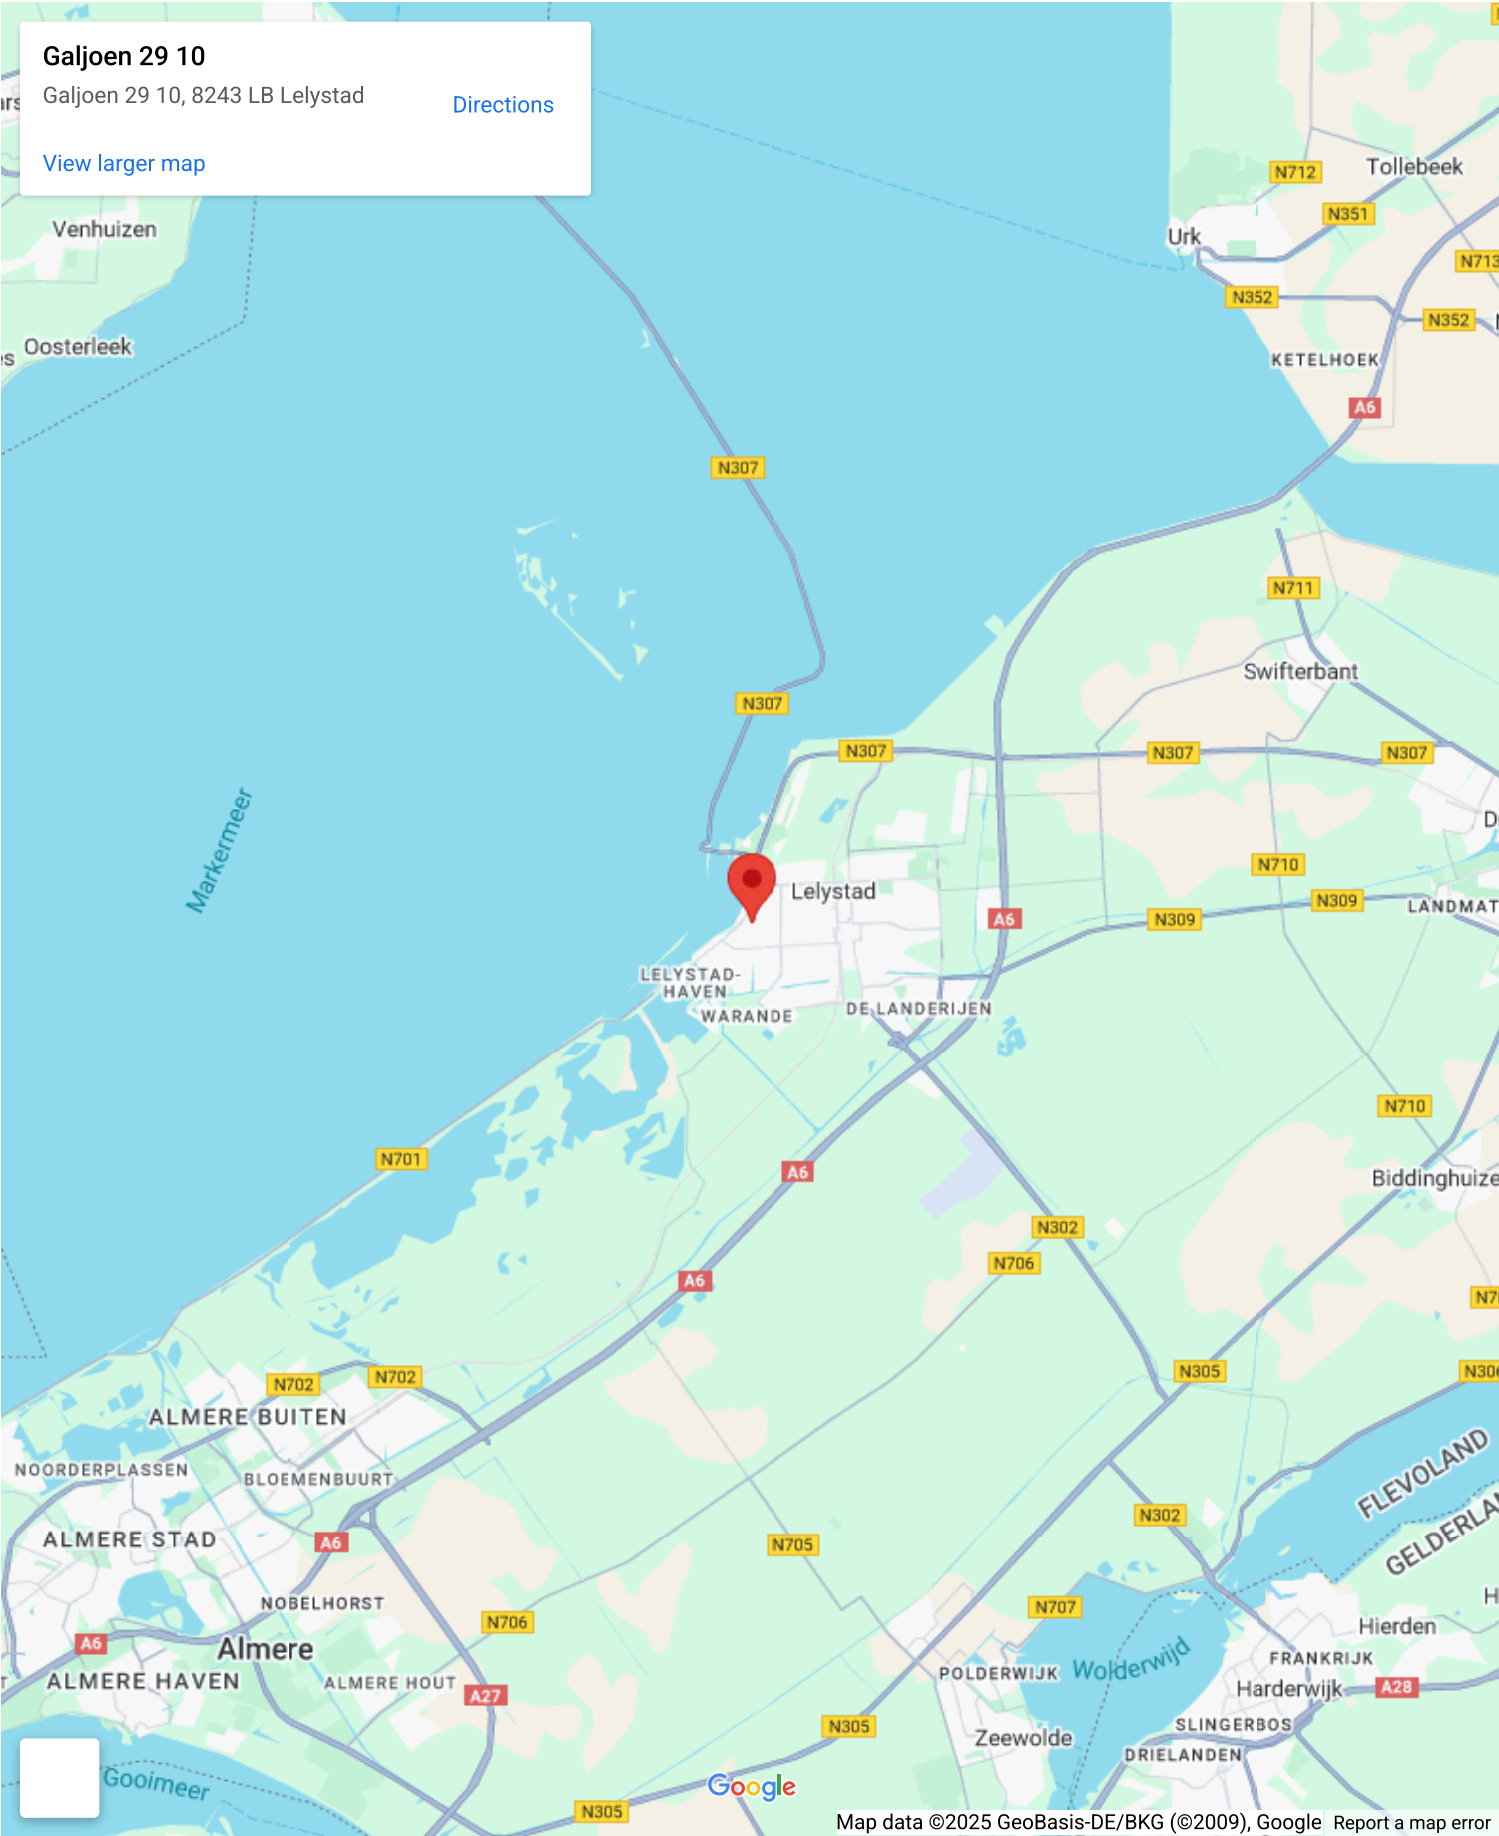 Galjoen 29 10
Galjoen 29 10, 8243 LB Lelystad
Directions
View larger map
Venhuizen
Oosterleek
Tollebeek
N712
N351
Urk
N713
N352
N352
KETELHOEK
A6
N307
N711
Swifterbant
N307
N307
N307
N307
Markermeer
N710
Lelystad
N309
LANDMAT
A6
N309
LELYSTAD-
HAVEN
WARANDE
DE LANDERIJEN
N710
N701
A6
Biddinghuize
N302
N706
A6
N305
N306
N702
N702
ALMERE BUITEN
FLEVOLAND
NOORDERPLASSEN
BLOEMENBUURT
GELDERLAN
N302
ALMERE STAD
A6
N705
NOBELHORST
N707
N706
Hierden
A6
Almere
FRANKRIJK
Wolderwijd
POLDERWIJK
ALMERE HAVEN
ALMERE HOUT
Harderwijk
A28
A27
SLINGERBOS
N305
Zeewolde
DRIELANDEN
Gooimeer
Google
N305
Map data ©2025 GeoBasis-DE/BKG (©2009), Google
Report a map error